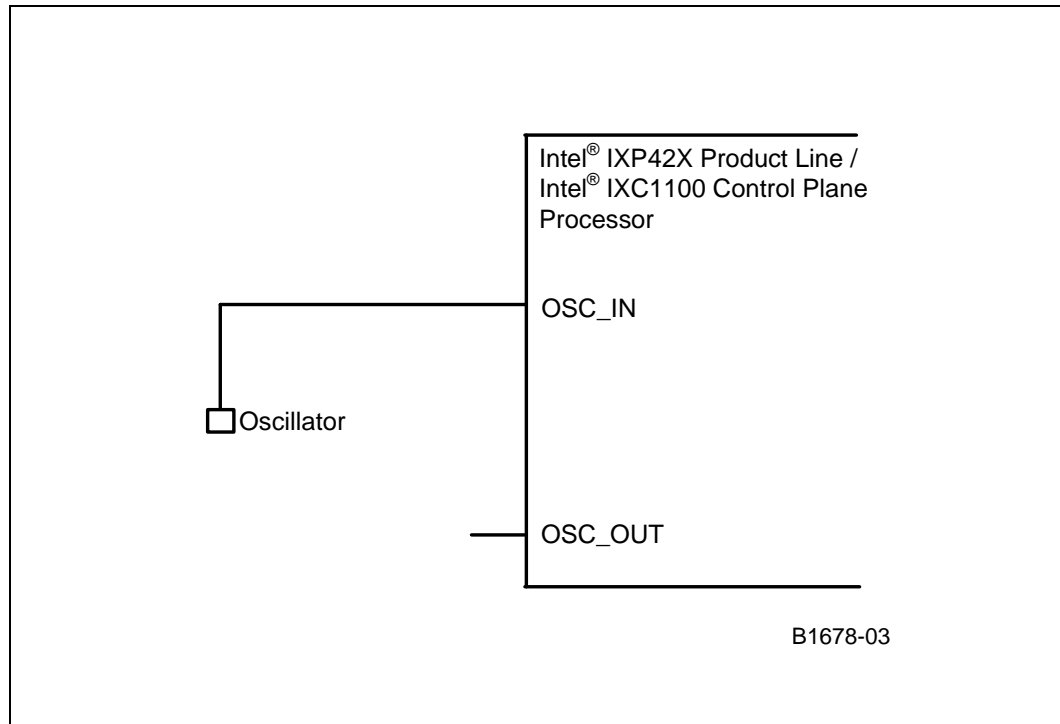 Intel® IXP42X Product Line /
Intel® IXC1100 Control Plane
Processor
OSC_IN
Oscillator
OSC_OUT
B1678-03